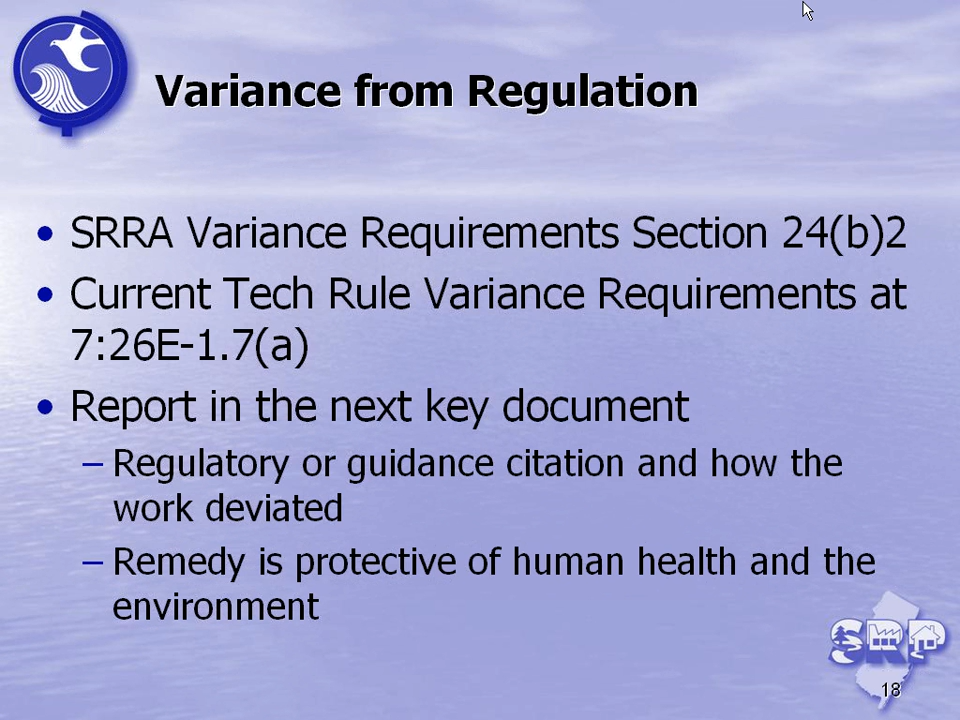 Variance from Regulation
• SRRA Variance Requirements Section 24(b)2
• Current Tech Rule Variance Requirements at
7:26E-1.7(a)
• Report in the next key document
– Regulatory or guidance citation and how the
work deviated
– Remedy is protective of human health and the
environment
SRP
18